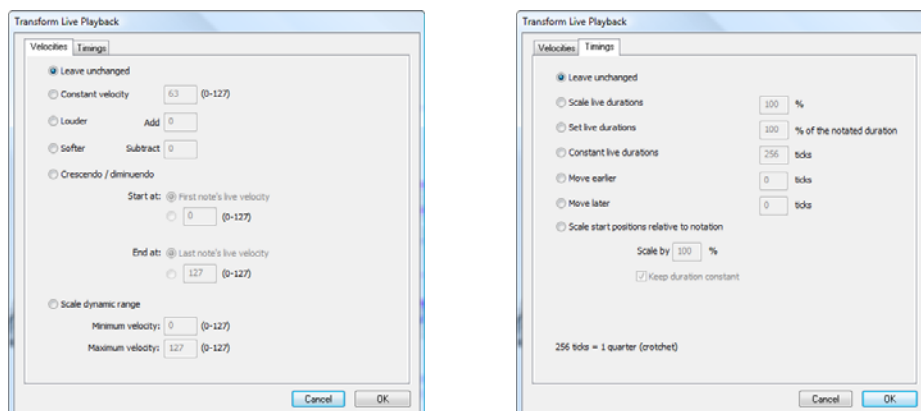 Transform Live Playback
Velocities Timings
Leave unchanged
Constant velocity 63 (0-127)
Louder Add 0
Softer Subtract 0
Crescendo / diminuendo
Start at: First note's live velocity
0 (0-127)
End at: Last note's live velocity
127 (0-127)
Scale dynamic range
Minimum velocity: 0 (0-127)
Maximum velocity: 127 (0-127)
Cancel OK
Transform Live Playback
Velocities Timings
Leave unchanged
Scale live durations 100 %
Set live durations 100 % of the notated duration
Constant live durations 256 ticks
Move earlier 0 ticks
Move later 0 ticks
Scale start positions relative to notation
Scale by 100 %
Keep duration constant
256 ticks = 1 quarter (crotchet)
Cancel OK